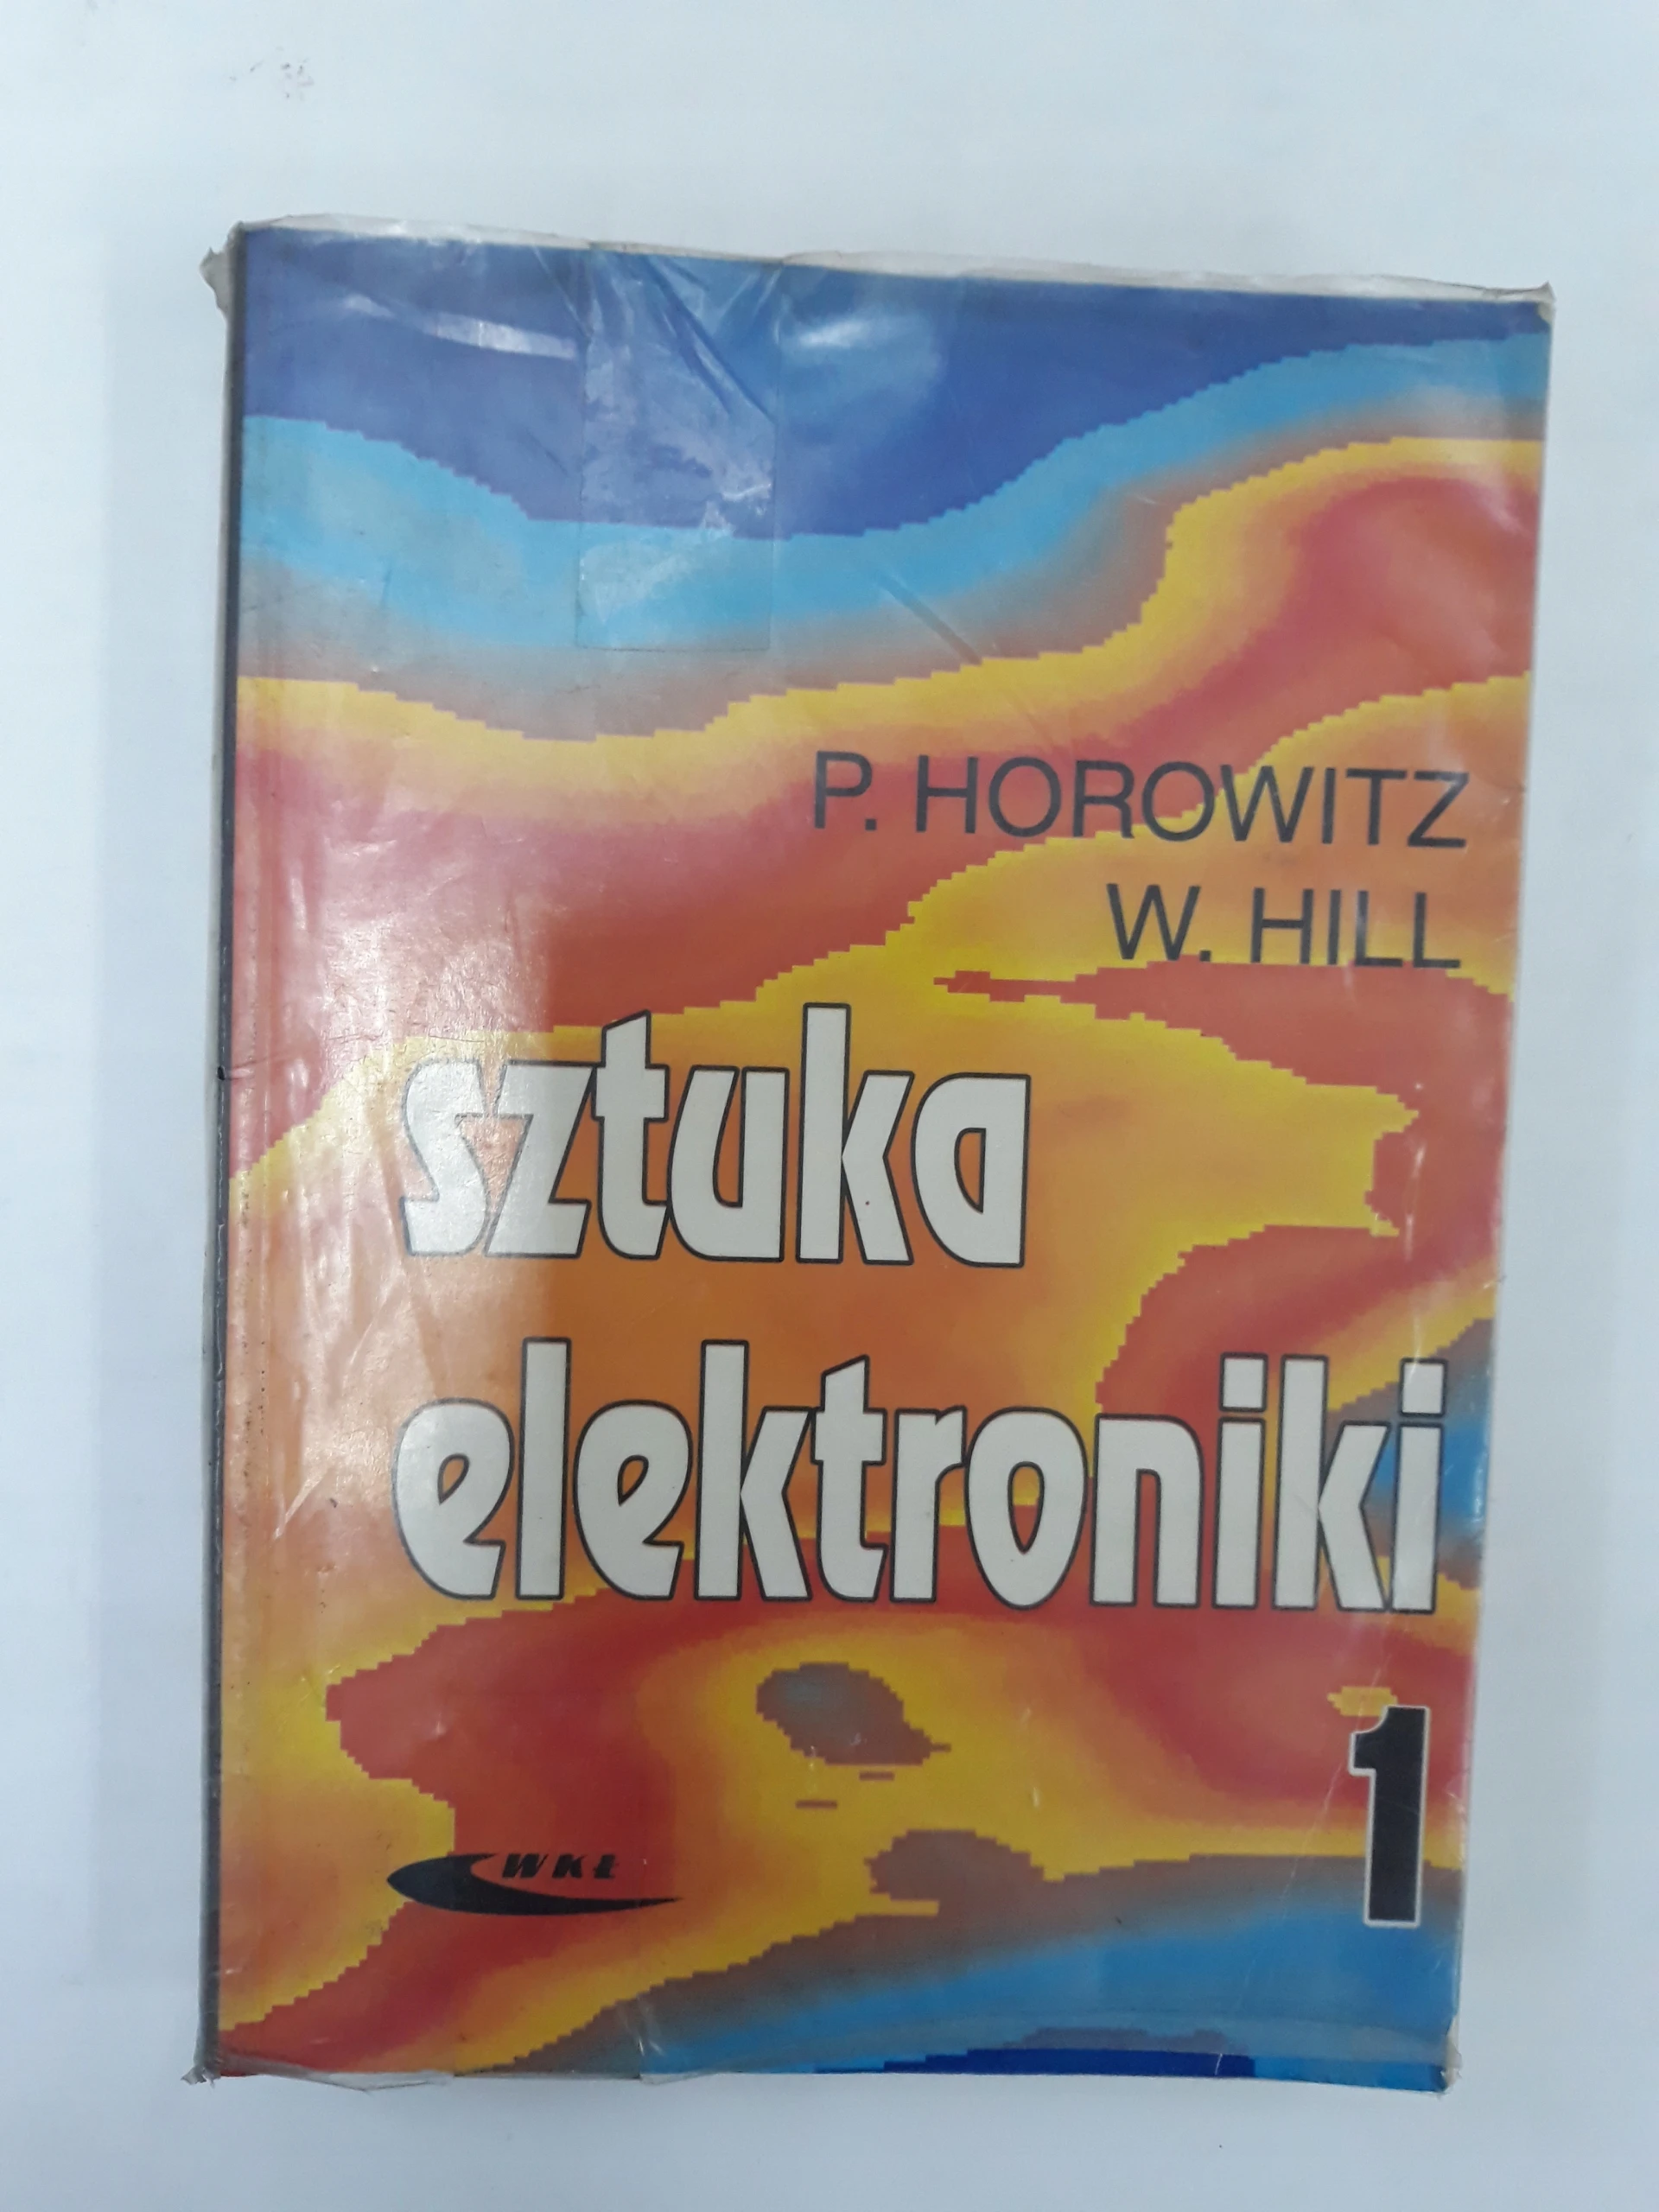 P. HOROWITZ
W. HILL
sztuka
elektroniki
1
WKŁ